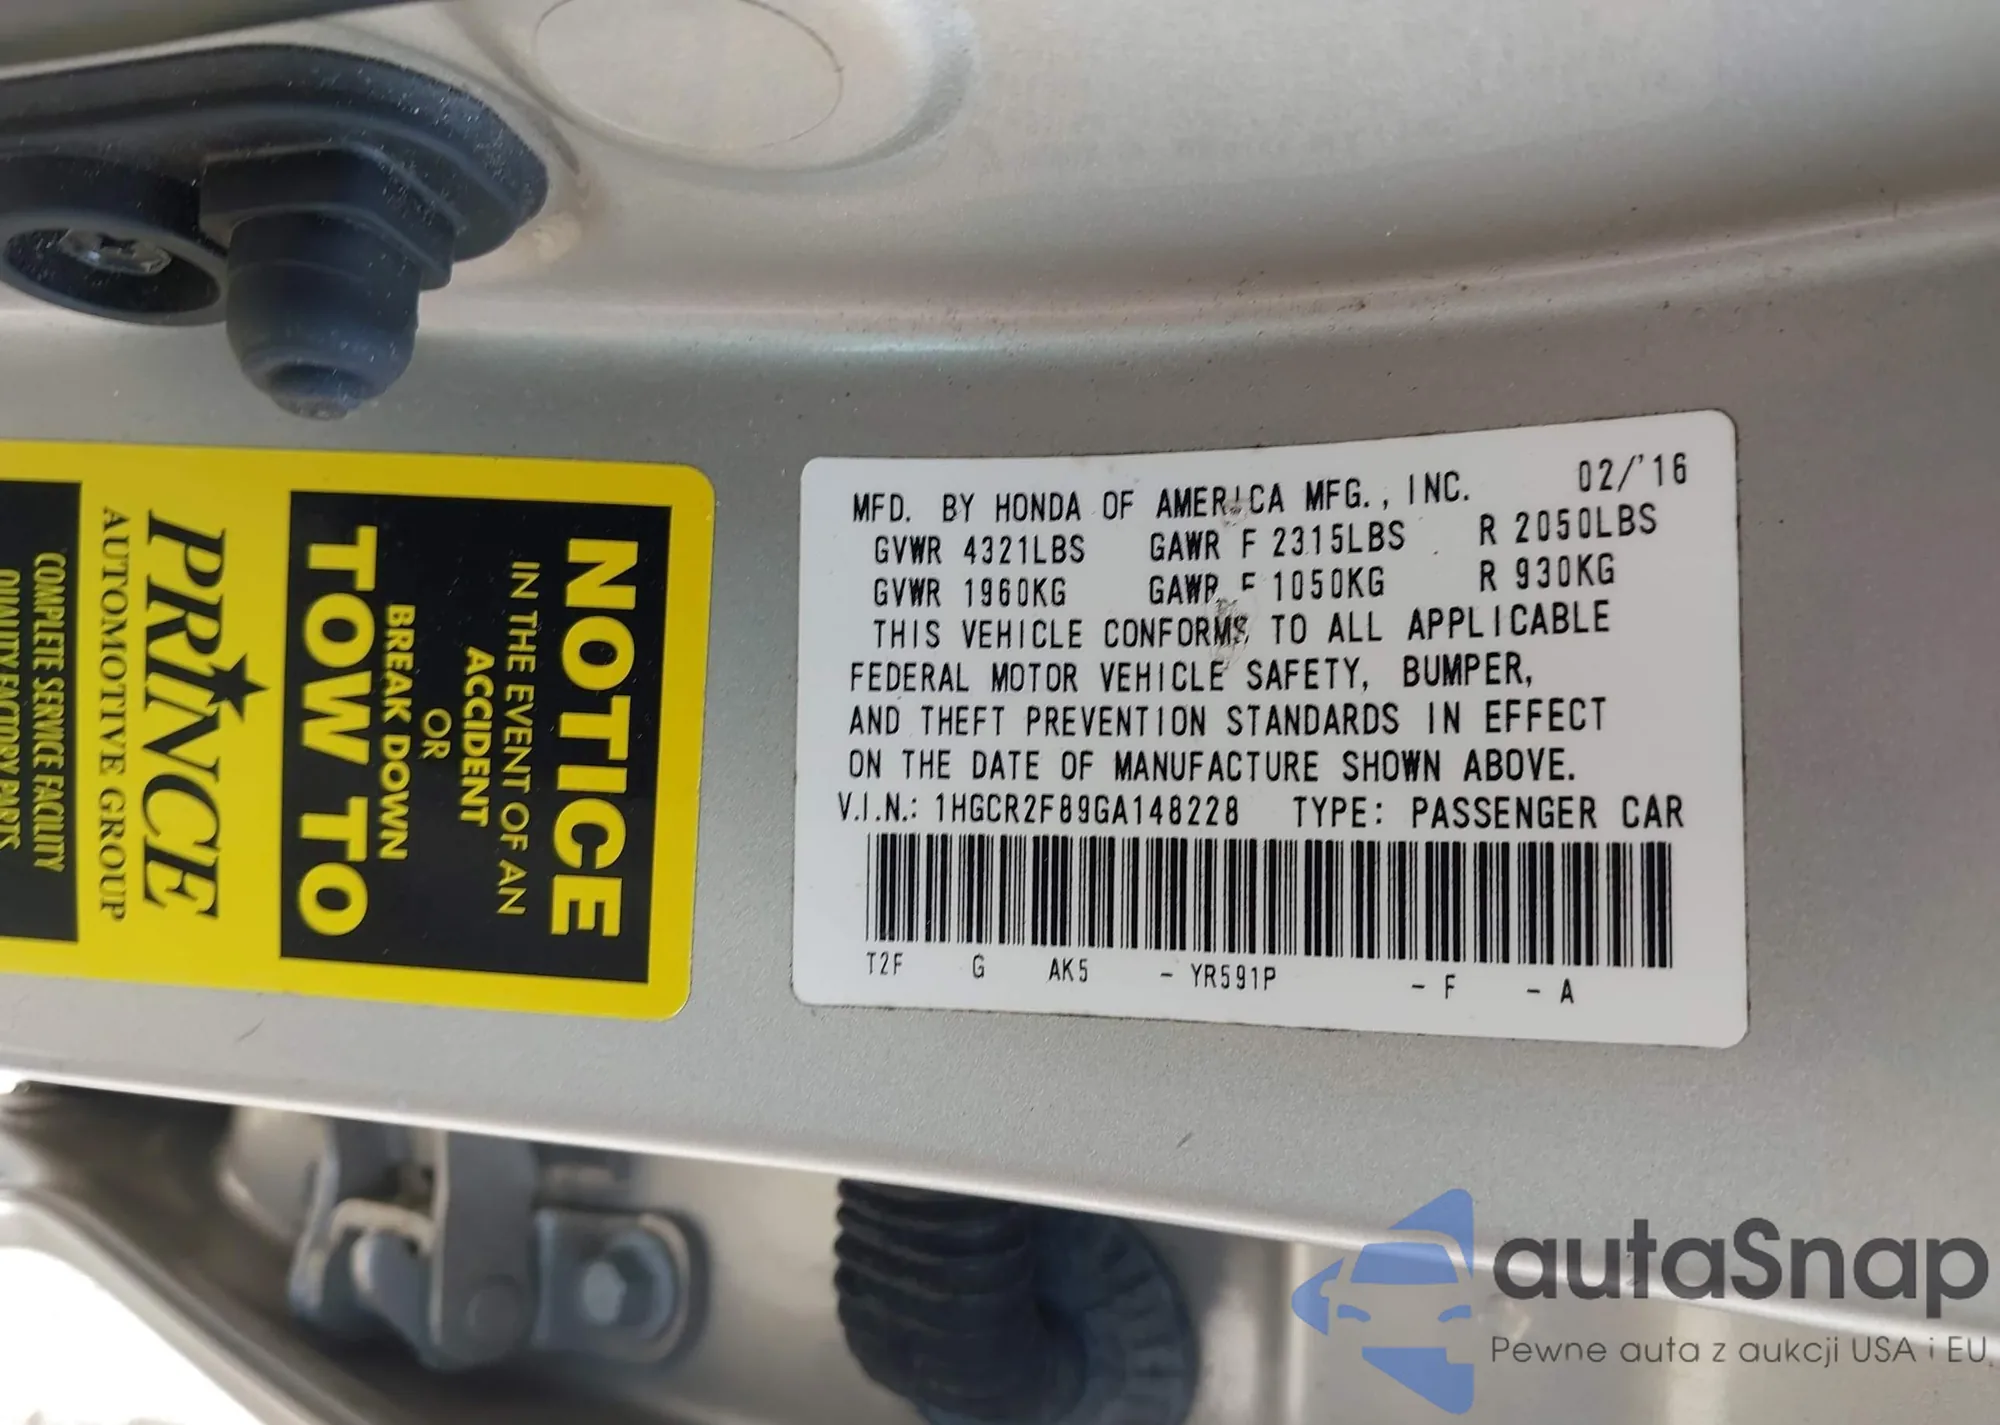 NOTICE
IN THE EVENT OF AN
ACCIDENT
OR
BREAK DOWN
TOW TO
PRINCE
AUTOMOTIVE GROUP
COMPLETE SERVICE FACILITY
QUALITY FACTORY PARTS
MFD. BY HONDA OF AMERICA MFG., INC. 02/'16
GVWR 4321LBS GAWR F 2315LBS R 2050LBS
GVWR 1960KG GAWR F 1050KG R 930KG
THIS VEHICLE CONFORMS TO ALL APPLICABLE
FEDERAL MOTOR VEHICLE SAFETY, BUMPER,
AND THEFT PREVENTION STANDARDS IN EFFECT
ON THE DATE OF MANUFACTURE SHOWN ABOVE.
V.I.N.: 1HGCR2F89GA148228 TYPE: PASSENGER CAR
T2F G AK5 - YR591P - F - A
autaSnap
Pewne auta z aukcji USA i EU